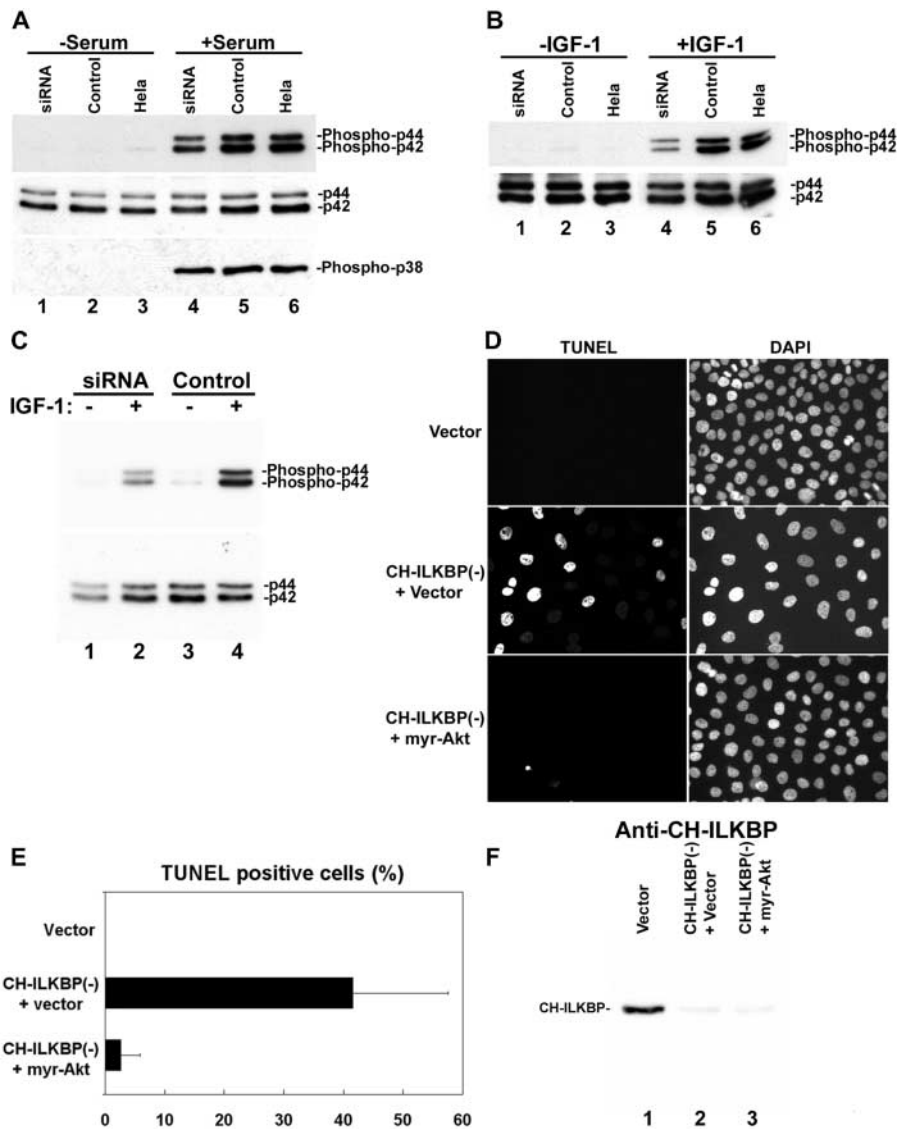 A
-Serum +Serum
siRNA Control Hela siRNA Control Hela
-Phospho-p44
-Phospho-p42
-p44
-p42
-Phospho-p38
1 2 3 4 5 6
B
-IGF-1 +IGF-1
siRNA Control Hela siRNA Control Hela
-Phospho-p44
-Phospho-p42
-p44
-p42
1 2 3 4 5 6
C
siRNA Control
IGF-1: - + - +
-Phospho-p44
-Phospho-p42
-p44
-p42
1 2 3 4
D
TUNEL DAPI
Vector
CH-ILKBP(-)
+ Vector
CH-ILKBP(-)
+ myr-Akt
E
TUNEL positive cells (%)
Vector
CH-ILKBP(-)
+ vector
CH-ILKBP(-)
+ myr-Akt
0 10 20 30 40 50 60
F
Anti-CH-ILKBP
Vector
CH-ILKBP(-)
+ Vector
CH-ILKBP(-)
+ myr-Akt
CH-ILKBP-
1 2 3